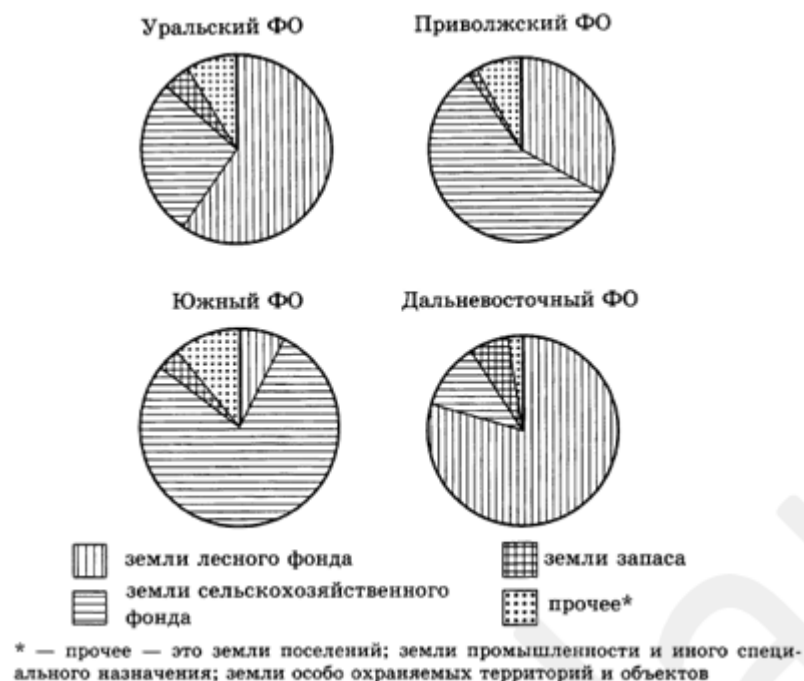 Уральский ФО
Приволжский ФО
Южный ФО
Дальневосточный ФО
земли лесного фонда
земли запаса
земли сельскохозяйственного
фонда
прочее*
* — прочее — это земли поселений; земли промышленности и иного специ-
ального назначения; земли особо охраняемых территорий и объектов